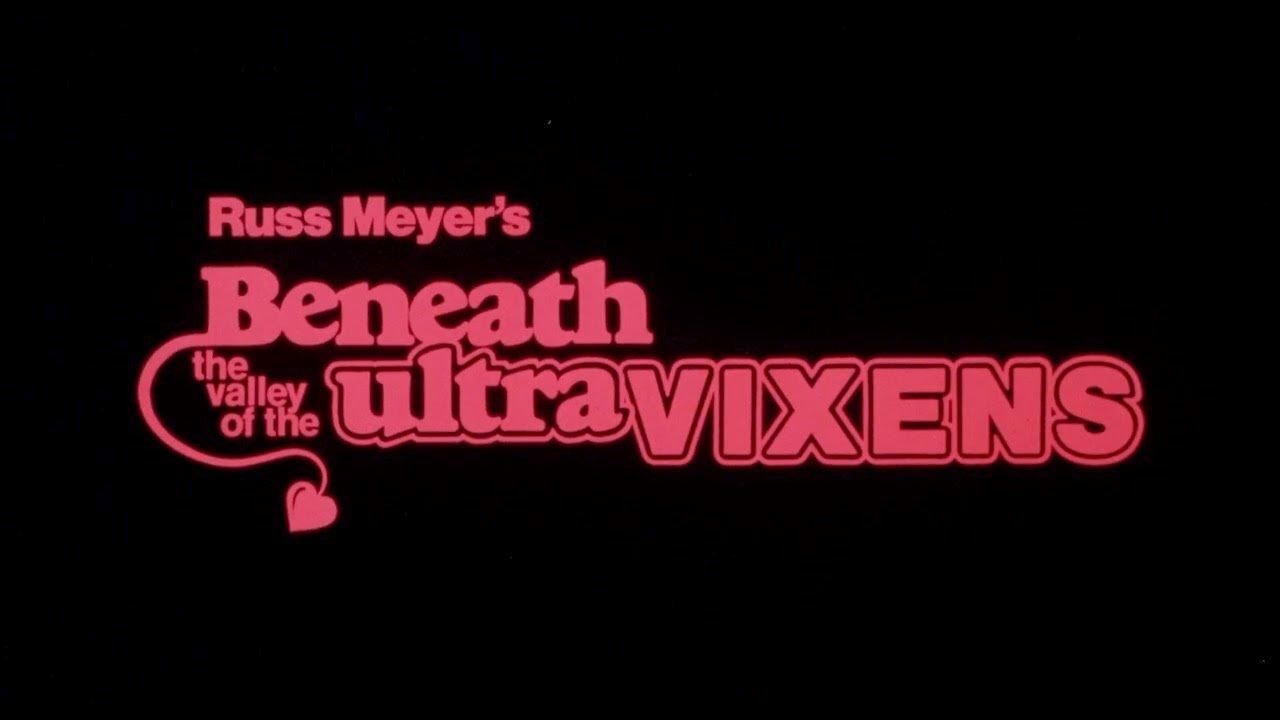 Russ Meyer's
Beneath
the
valley
of the
ultraVIXENS